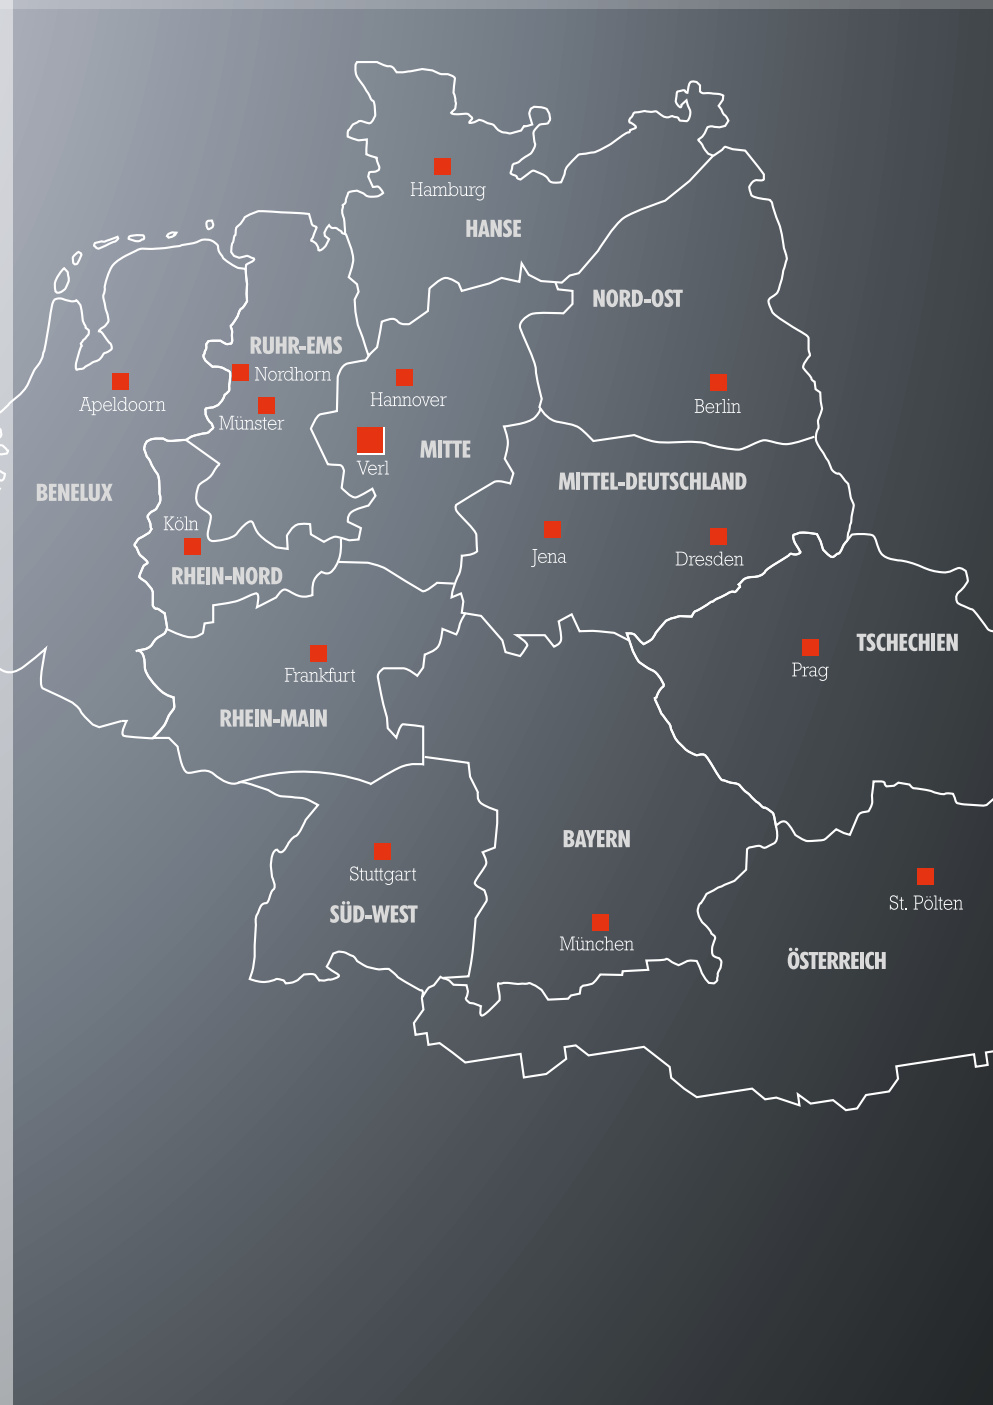 Hamburg
HANSE
NORD-OST
RUHR-EMS
Nordhorn
Apeldoorn
Hannover
Berlin
Münster
MITTE
Verl
MITTEL-DEUTSCHLAND
BENELUX
Köln
Jena
Dresden
RHEIN-NORD
TSCHECHIEN
Prag
Frankfurt
RHEIN-MAIN
BAYERN
Stuttgart
St. Pölten
SÜD-WEST
München
ÖSTERREICH